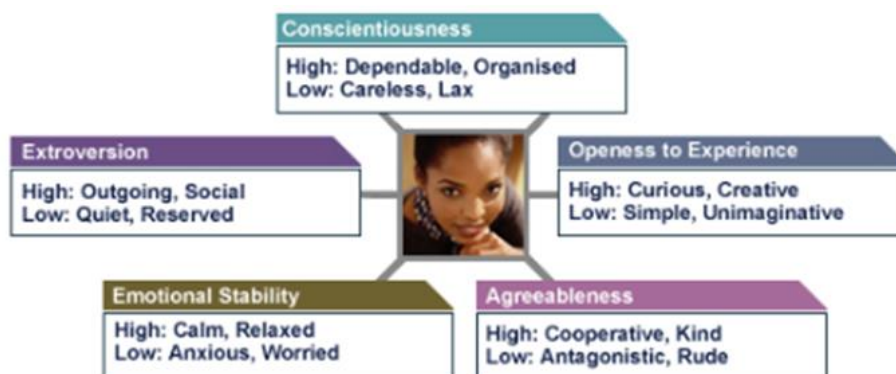 Conscientiousness
High: Dependable, Organised
Low: Careless, Lax
Extroversion
High: Outgoing, Social
Low: Quiet, Reserved
Openess to Experience
High: Curious, Creative
Low: Simple, Unimaginative
Emotional Stability
High: Calm, Relaxed
Low: Anxious, Worried
Agreeableness
High: Cooperative, Kind
Low: Antagonistic, Rude